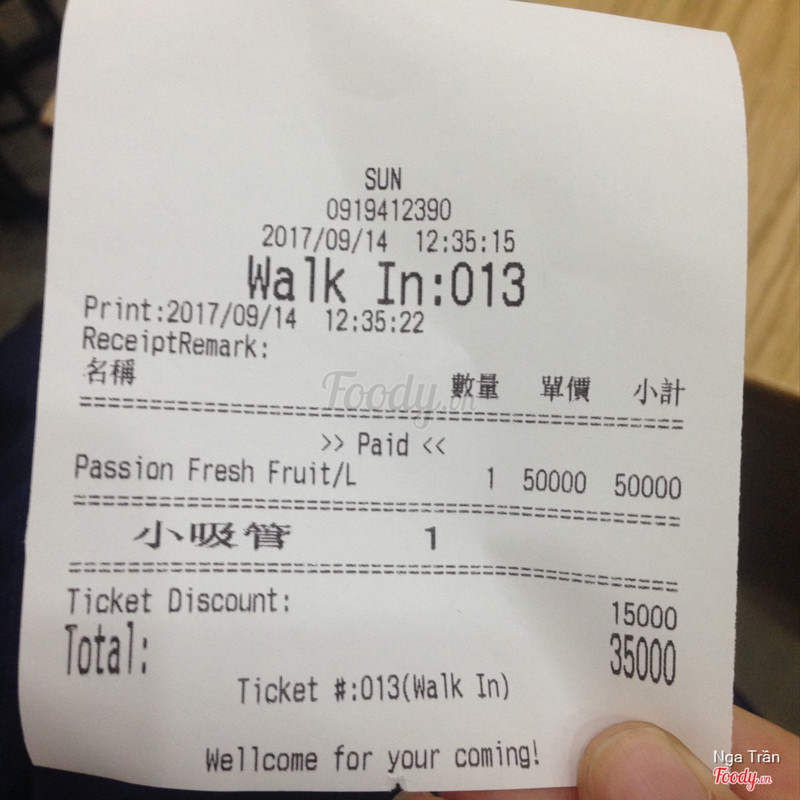 SUN
0919412390
2017/09/14 12:35:15
Walk In:013
Print:2017/09/14 12:35:22
ReceiptRemark:
名稱 數量 單價 小計
Foody.vn
>> Paid <<
Passion Fresh Fruit/L 1 50000 50000
小吸管 1
Ticket Discount: 15000
Total: 35000
Ticket #:013(Walk In)
Wellcome for your coming!
Nga Trần
Foody.vn